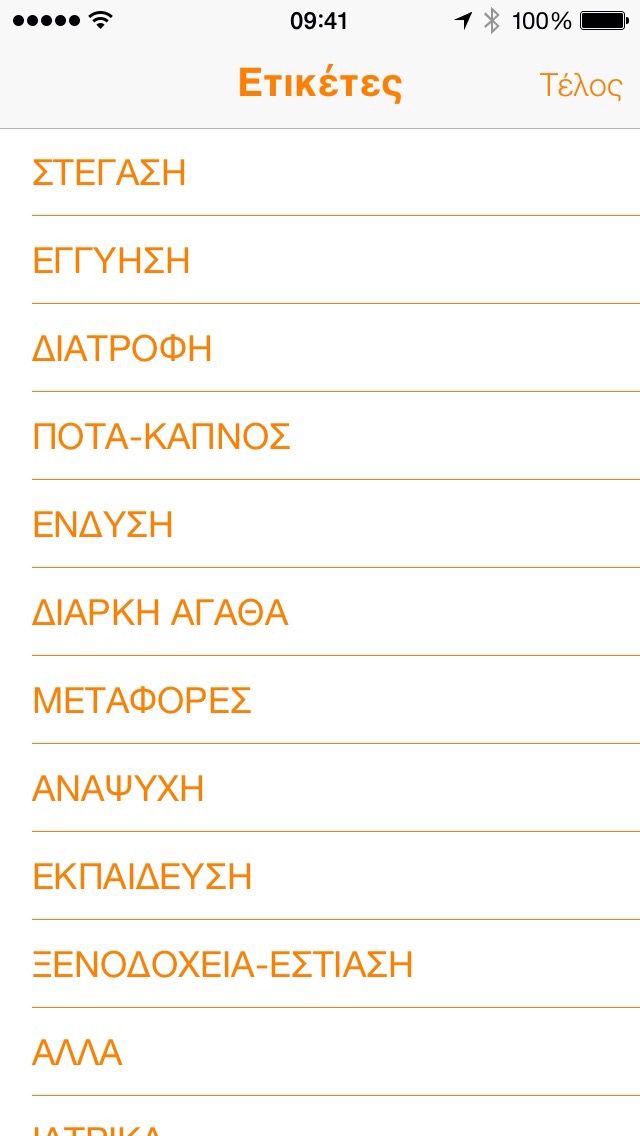 09:41 100%
Ετικέτες Τέλος
ΣΤΕΓΑΣΗ
ΕΓΓΥΗΣΗ
ΔΙΑΤΡΟΦΗ
ΠΟΤΑ-ΚΑΠΝΟΣ
ΕΝΔΥΣΗ
ΔΙΑΡΚΗ ΑΓΑΘΑ
ΜΕΤΑΦΟΡΕΣ
ΑΝΑΨΥΧΗ
ΕΚΠΑΙΔΕΥΣΗ
ΞΕΝΟΔΟΧΕΙΑ-ΕΣΤΙΑΣΗ
ΑΛΛΑ
ΙΑΤΡΙΚΑ